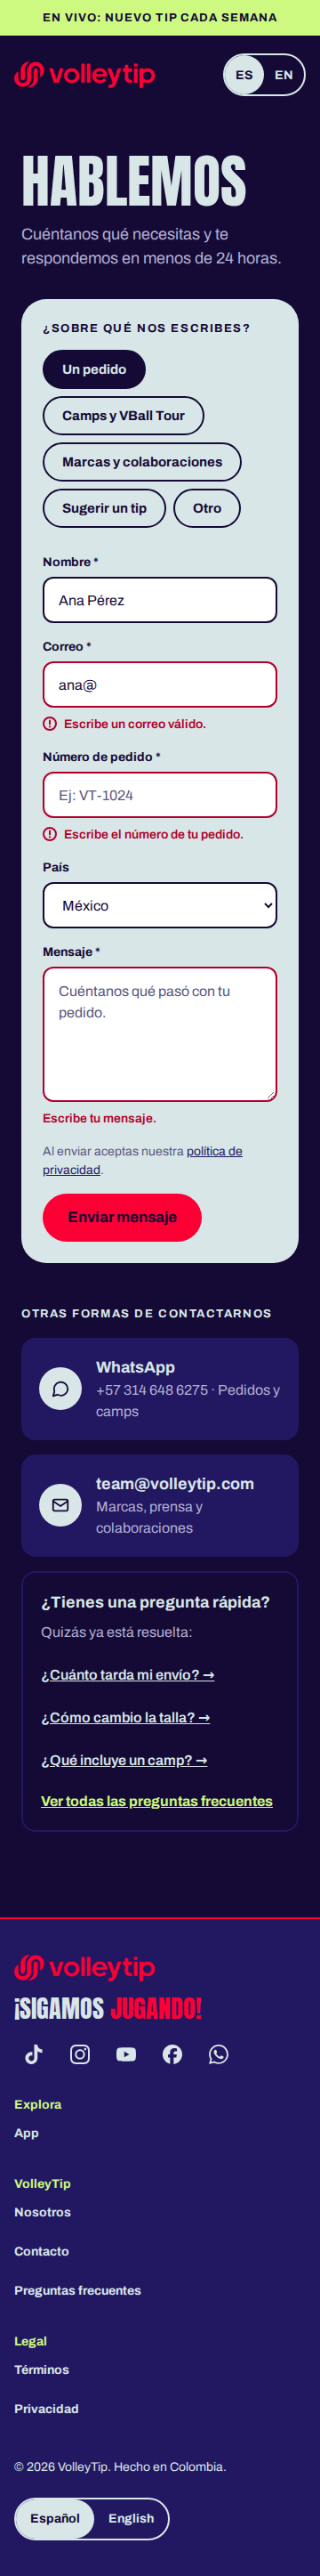 EN VIVO: NUEVO TIP CADA SEMANA
volleytip
ES EN
HABLEMOS
Cuéntanos qué necesitas y te
respondemos en menos de 24 horas.
¿SOBRE QUÉ NOS ESCRIBES?
Un pedido
Camps y VBall Tour
Marcas y colaboraciones
Sugerir un tip Otro
Nombre *
Ana Pérez
Correo *
ana@
Escribe un correo válido.
Número de pedido *
Ej: VT-1024
Escribe el número de tu pedido.
País
México
Mensaje *
Cuéntanos qué pasó con tu
pedido.
Escribe tu mensaje.
Al enviar aceptas nuestra política de
privacidad.
Enviar mensaje
OTRAS FORMAS DE CONTACTARNOS
WhatsApp
+57 314 648 6275 · Pedidos y
camps
team@volleytip.com
Marcas, prensa y
colaboraciones
¿Tienes una pregunta rápida?
Quizás ya está resuelta:
¿Cuánto tarda mi envío? →
¿Cómo cambio la talla? →
¿Qué incluye un camp? →
Ver todas las preguntas frecuentes
volleytip
¡SIGAMOS JUGANDO!
Explora
App
VolleyTip
Nosotros
Contacto
Preguntas frecuentes
Legal
Términos
Privacidad
© 2026 VolleyTip. Hecho en Colombia.
Español English